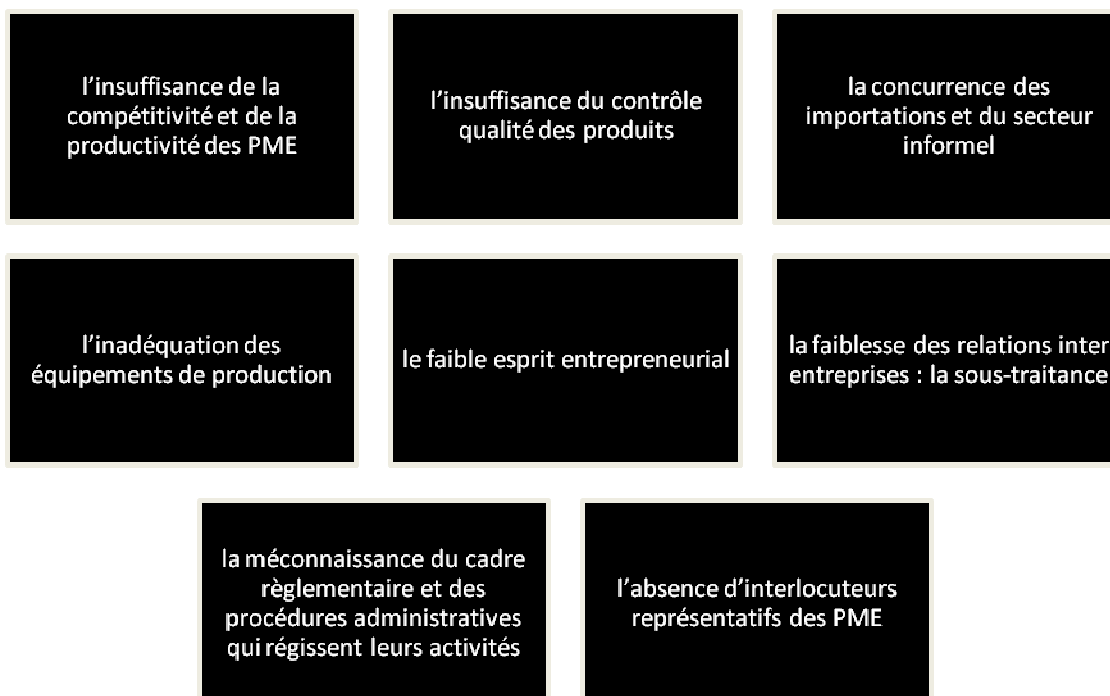 l'insuffisance de la
compétitivité et de la
productivité des PME
l'insuffisance du contrôle
qualité des produits
la concurrence des
importations et du secteur
informel
l'inadéquation des
équipements de production
le faible esprit entrepreneurial
la faiblesse des relations inter
entreprises : la sous-traitance
la méconnaissance du cadre
règlementaire et des
procédures administratives
qui régissent leurs activités
l'absence d'interlocuteurs
représentatifs des PME